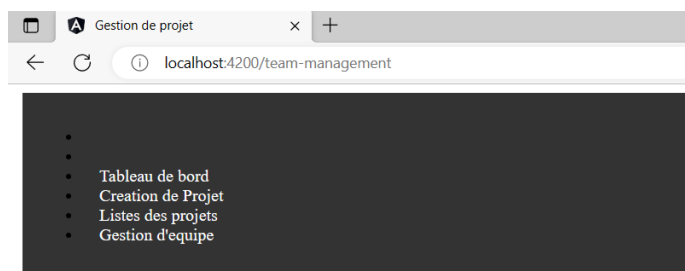 Gestion de projet
localhost:4200/team-management
Tableau de bord
Creation de Projet
Listes des projets
Gestion d'equipe